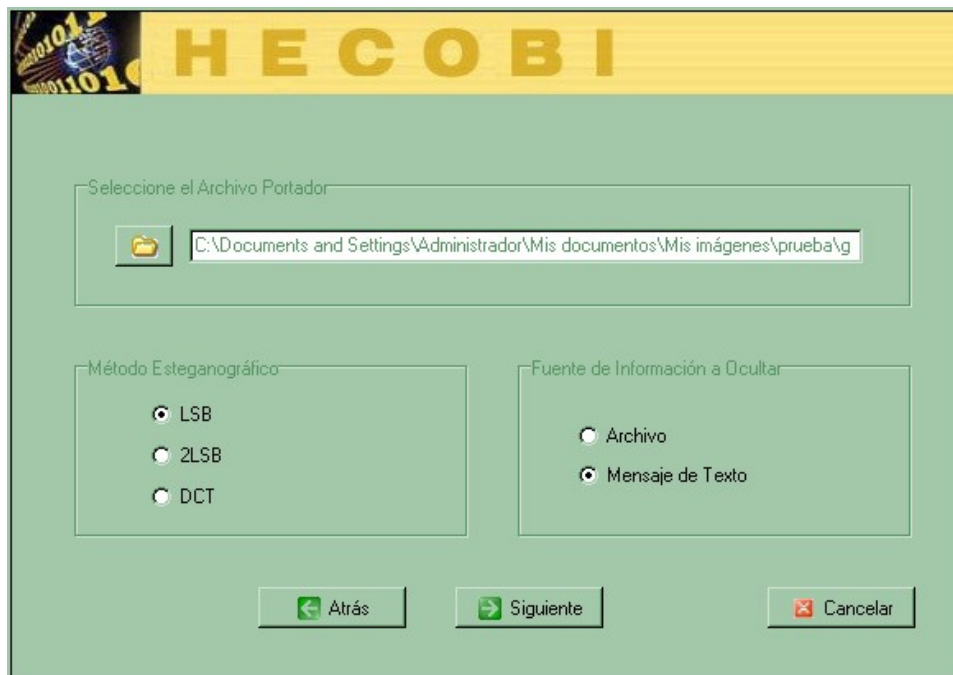 HECOBI
Seleccione el Archivo Portador
C:\Documents and Settings\Administrador\Mis documentos\Mis imágenes\prueba\g
Método Esteganográfico
LSB
2LSB
DCT
Fuente de Información a Ocultar
Archivo
Mensaje de Texto
Atrás
Siguiente
Cancelar